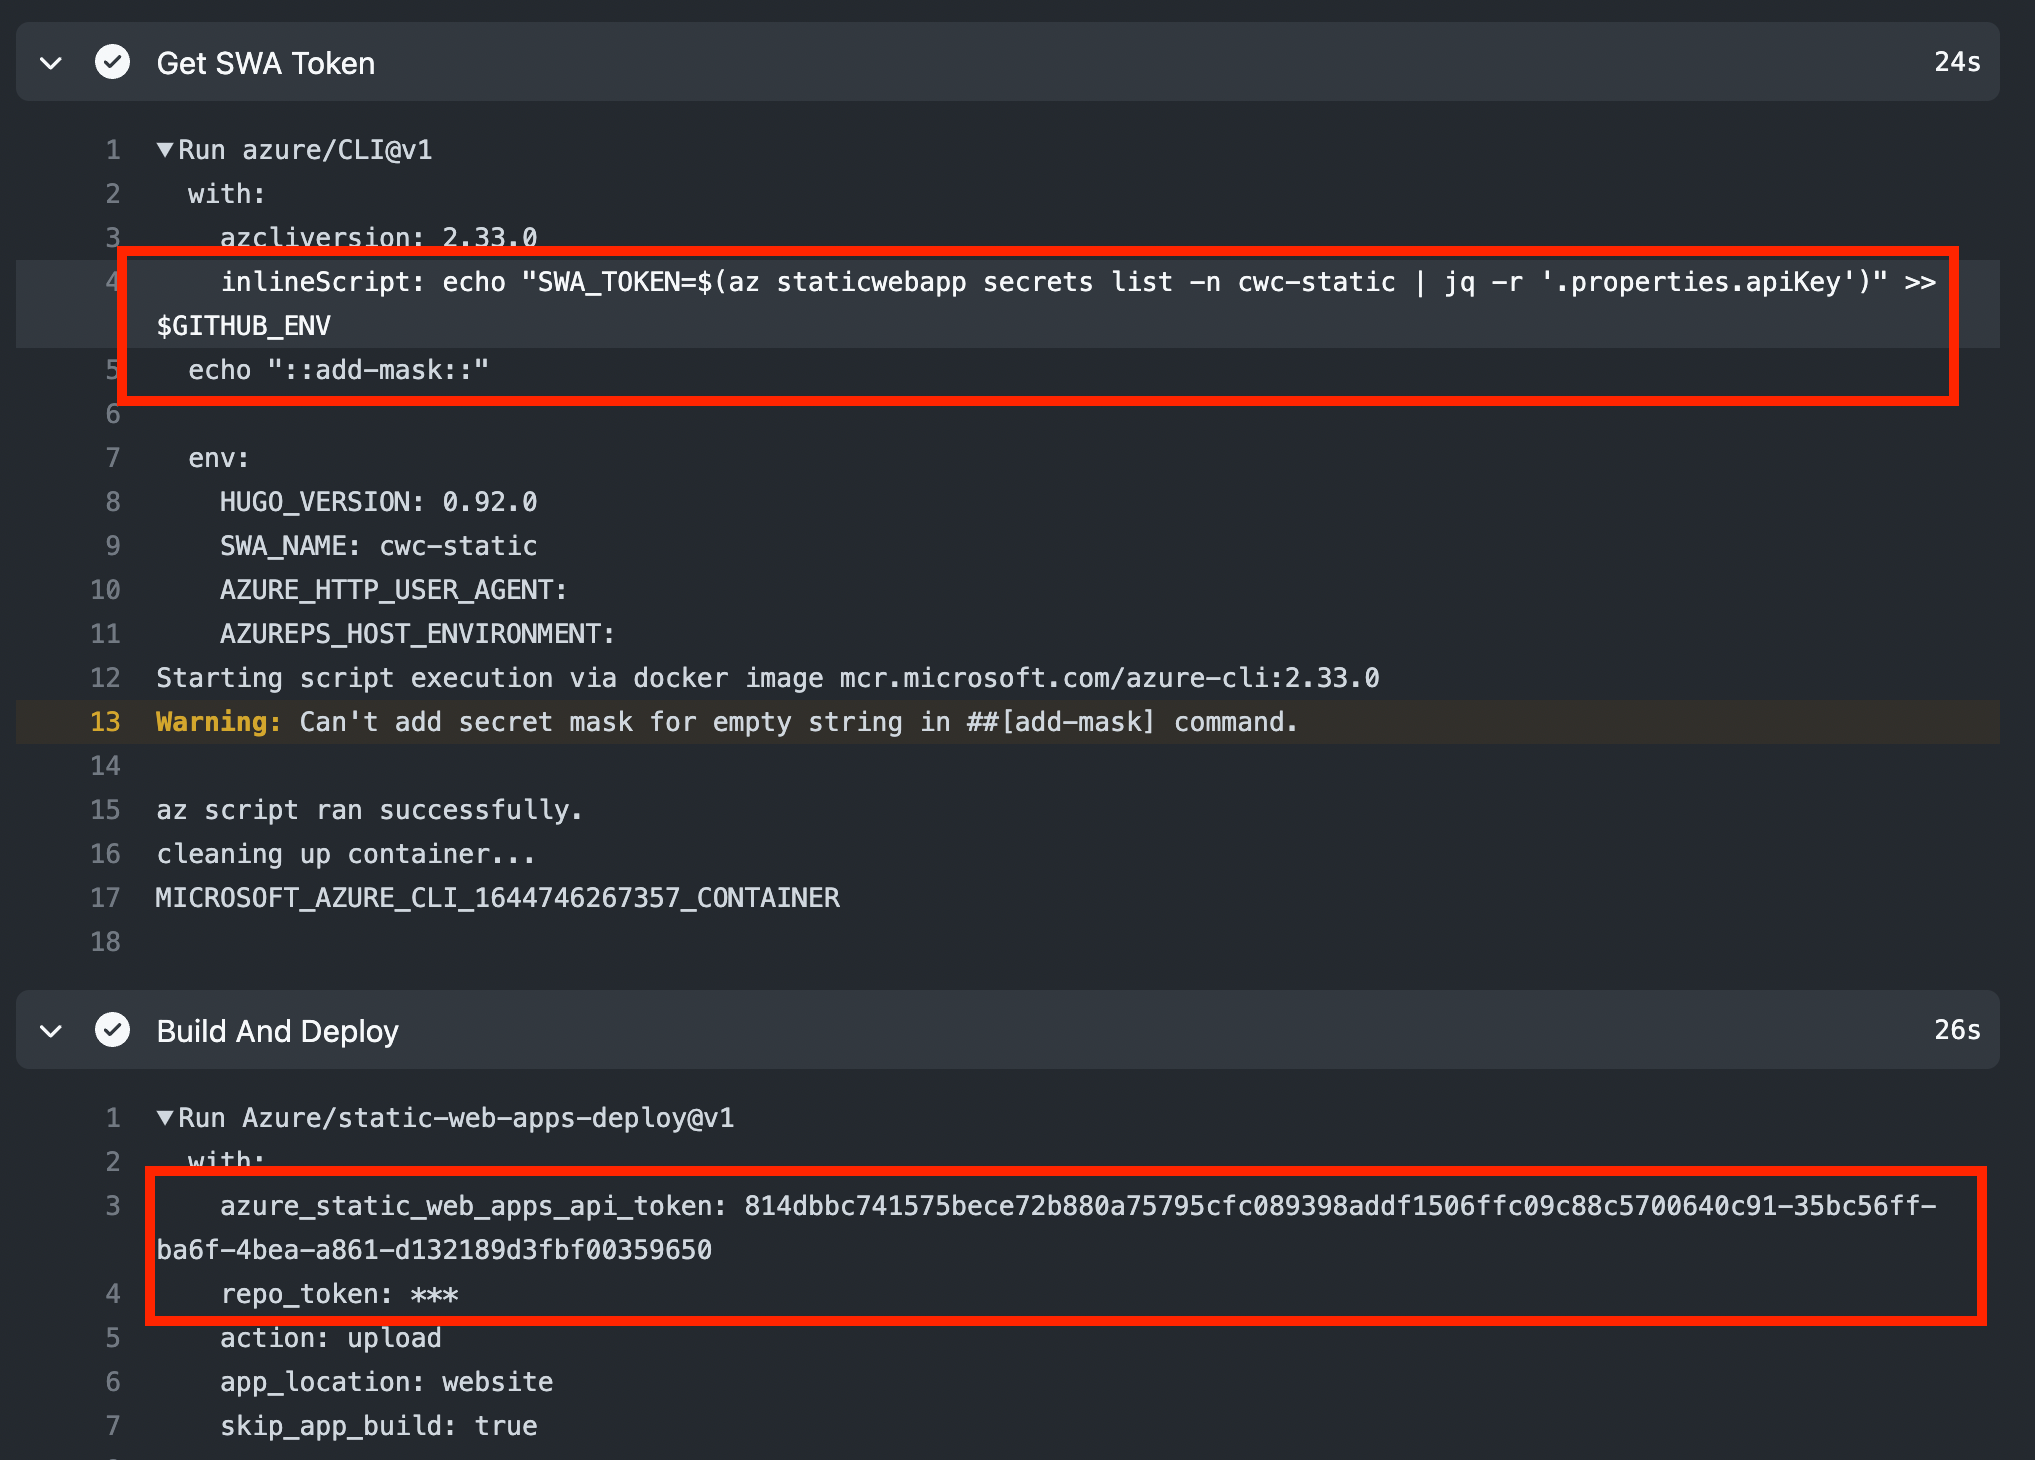 Get SWA Token 24s
1 ▼Run azure/CLI@v1
2 with:
3 azcliversion: 2.33.0
4 inlineScript: echo "SWA_TOKEN=$(az staticwebapp secrets list -n cwc-static | jq -r '.properties.apiKey')" >>
$GITHUB_ENV
5 echo "::add-mask::"
6
7 env:
8 HUGO_VERSION: 0.92.0
9 SWA_NAME: cwc-static
10 AZURE_HTTP_USER_AGENT:
11 AZUREPS_HOST_ENVIRONMENT:
12 Starting script execution via docker image mcr.microsoft.com/azure-cli:2.33.0
13 Warning: Can't add secret mask for empty string in ##[add-mask] command.
14
15 az script ran successfully.
16 cleaning up container...
17 MICROSOFT_AZURE_CLI_1644746267357_CONTAINER
18
Build And Deploy 26s
1 ▼Run Azure/static-web-apps-deploy@v1
2 with:
3 azure_static_web_apps_api_token: 814dbbc741575bece72b880a75795cfc089398addf1506ffc09c88c5700640c91-35bc56ff-
ba6f-4bea-a861-d132189d3fbf00359650
4 repo_token: ***
5 action: upload
6 app_location: website
7 skip_app_build: true